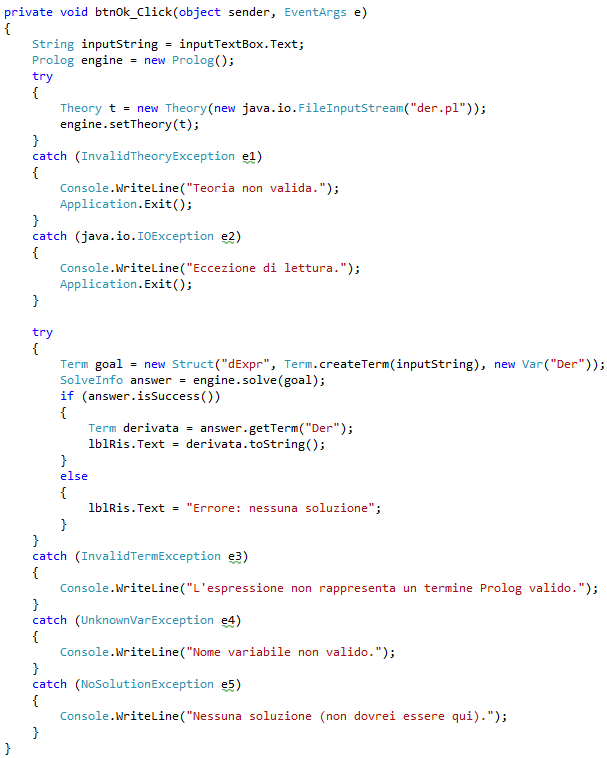 private void btnOk_Click(object sender, EventArgs e)
{
    String inputString = inputTextBox.Text;
    Prolog engine = new Prolog();
    try
    {
        Theory t = new Theory(new java.io.FileInputStream("der.pl"));
        engine.setTheory(t);
    }
    catch (InvalidTheoryException e1)
    {
        Console.WriteLine("Teoria non valida.");
        Application.Exit();
    }
    catch (java.io.IOException e2)
    {
        Console.WriteLine("Eccezione di lettura.");
        Application.Exit();
    }

    try
    {
        Term goal = new Struct("dExpr", Term.createTerm(inputString), new Var("Der"));
        SolveInfo answer = engine.solve(goal);
        if (answer.isSuccess())
        {
            Term derivata = answer.getTerm("Der");
            lblRis.Text = derivata.toString();
        }
        else
        {
            lblRis.Text = "Errore: nessuna soluzione";
        }
    }
    catch (InvalidTermException e3)
    {
        Console.WriteLine("L'espressione non rappresenta un termine Prolog valido.");
    }
    catch (UnknownVarException e4)
    {
        Console.WriteLine("Nome variabile non valido.");
    }
    catch (NoSolutionException e5)
    {
        Console.WriteLine("Nessuna soluzione (non dovrei essere qui).");
    }
}